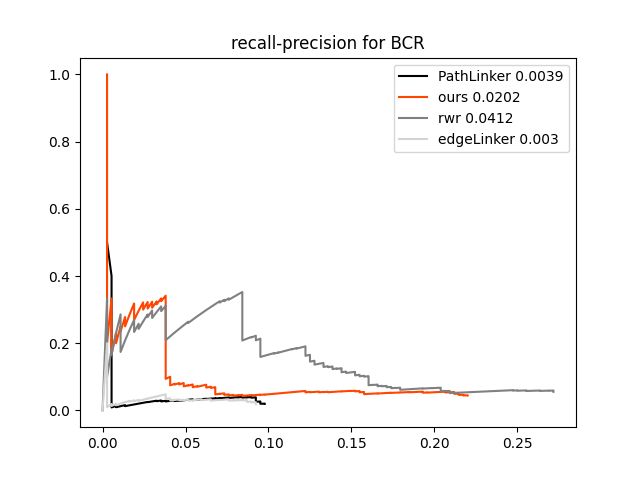 recall-precision for BCR
PathLinker 0.0039
ours 0.0202
rwr 0.0412
edgeLinker 0.003
1.0
0.8
0.6
0.4
0.2
0.0
0.00 0.05 0.10 0.15 0.20 0.25